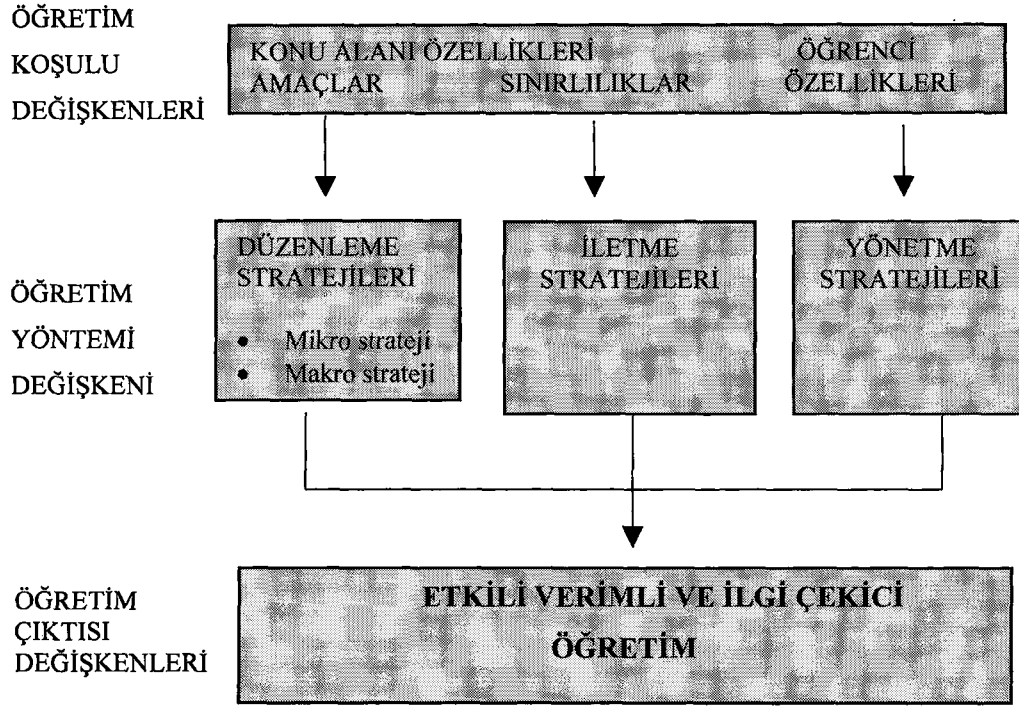 ÖĞRETİM
KOŞULU
DEĞİŞKENLERİ
KONU ALANI ÖZELLİKLERİ ÖĞRENCİ
AMAÇLAR SINIRLILIKLAR ÖZELLİKLERİ
ÖĞRETİM
YÖNTEMİ
DEĞİŞKENİ
DÜZENLEME
STRATEJİLERİ
• Mikro strateji
• Makro strateji
İLETME
STRATEJİLERİ
YÖNETME
STRATEJİLERİ
ÖĞRETİM
ÇIKTISI
DEĞİŞKENLERİ
ETKİLİ VERİMLİ VE İLGİ ÇEKİCİ
ÖĞRETİM